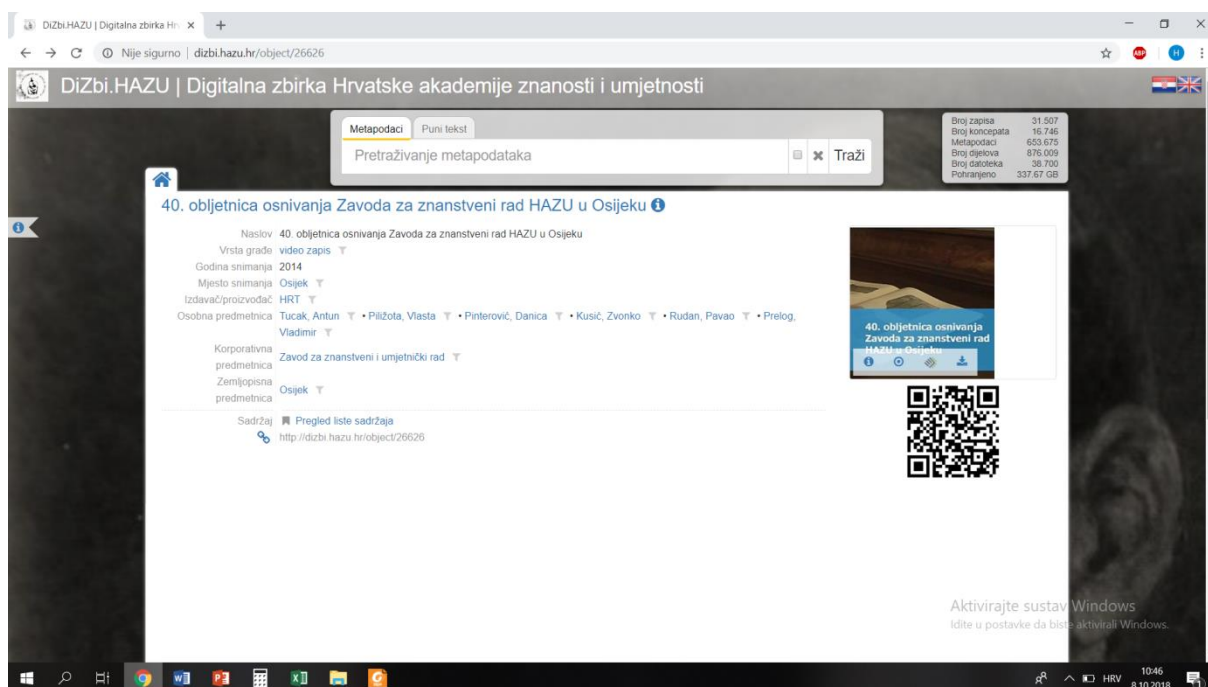 DiZbi.HAZU | Digitalna zbirka Hrv
Nije sigurno | dizbi.hazu.hr/object/26626
ABP
H
DiZbi.HAZU | Digitalna zbirka Hrvatske akademije znanosti i umjetnosti
Metapodaci Puni tekst
Pretraživanje metapodataka Traži
Broj zapisa 31.507
Broj koncepata 16.746
Metapodaci 653.675
Broj dijelova 876.009
Broj datoteka 38.700
Pohranjeno 337.67 GB
40. obljetnica osnivanja Zavoda za znanstveni rad HAZU u Osijeku
Naslov 40. obljetnica osnivanja Zavoda za znanstveni rad HAZU u Osijeku
Vrsta građe video zapis
Godina snimanja 2014
Mjesto snimanja Osijek
Izdavač/proizvođač HRT
Osobna predmetnica Tucak, Antun • Piližota, Vlasta • Pinterović, Danica • Kusić, Zvonko • Rudan, Pavao • Prelog,
Vladimir
Korporativna
predmetnica Zavod za znanstveni i umjetnički rad
Zemljopisna
predmetnica Osijek
Sadržaj Pregled liste sadržaja
http://dizbi.hazu.hr/object/26626
40. obljetnica osnivanja
Zavoda za znanstveni rad
HAZU u Osijeku
Aktivirajte sustav Windows
Idite u postavke da biste aktivirali Windows.
HRV
10:46
8.10.2018.